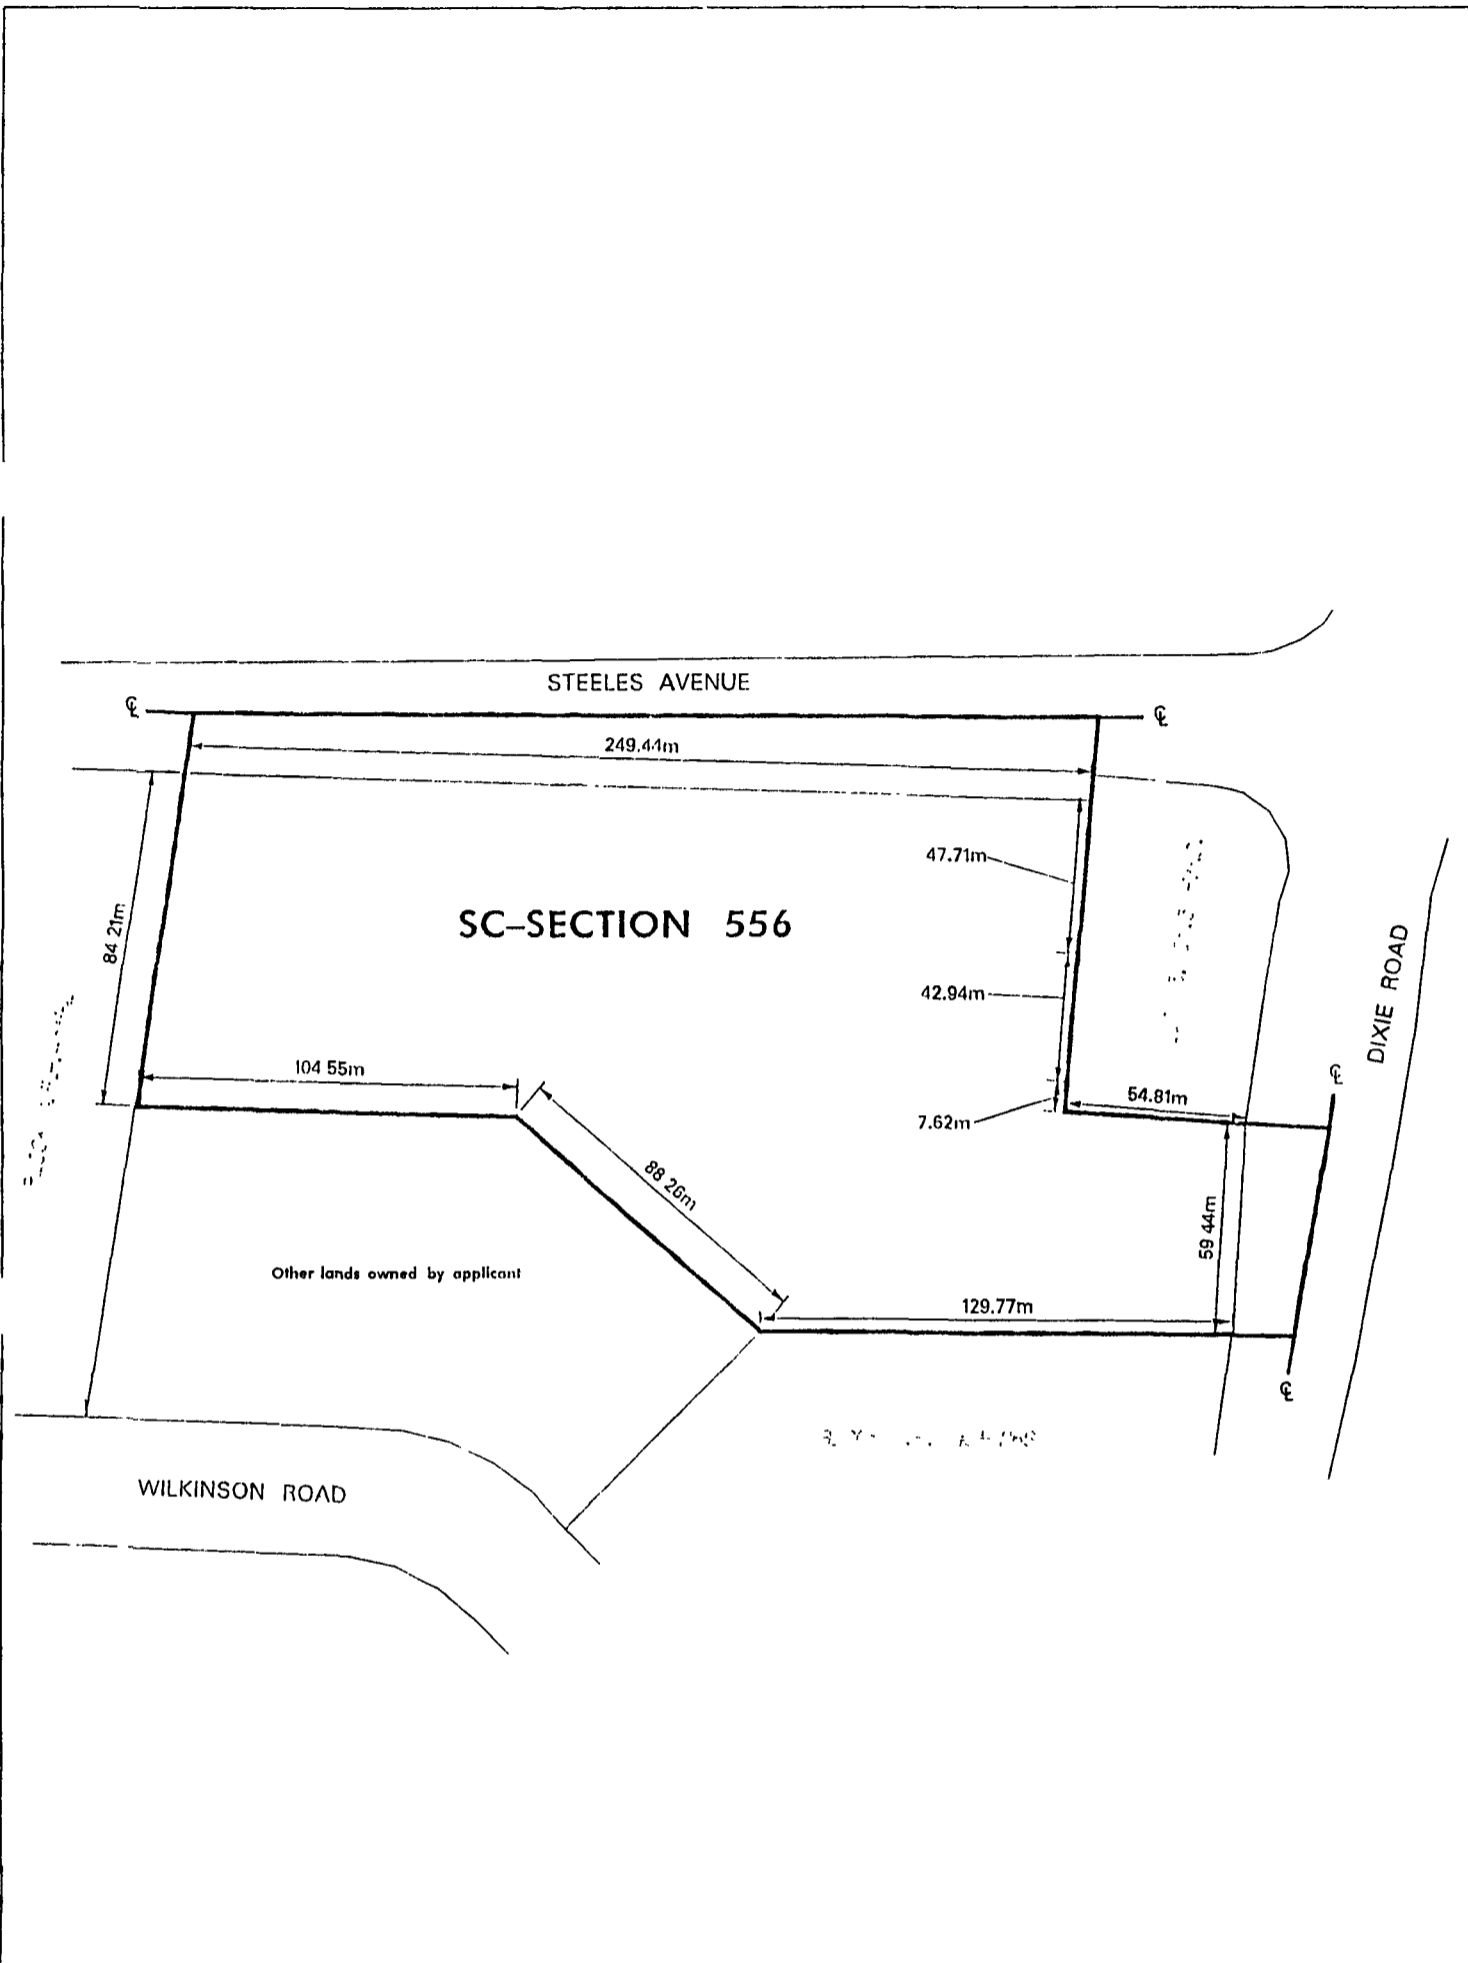 STEELES AVENUE
℄
℄
249.44m
47.71m
SC–SECTION 556
84 21m
42.94m
DIXIE ROAD
104 55m
℄
54.81m
7.62m
88 26m
59 44m
Other lands owned by applicant
129.77m
℄
WILKINSON ROAD